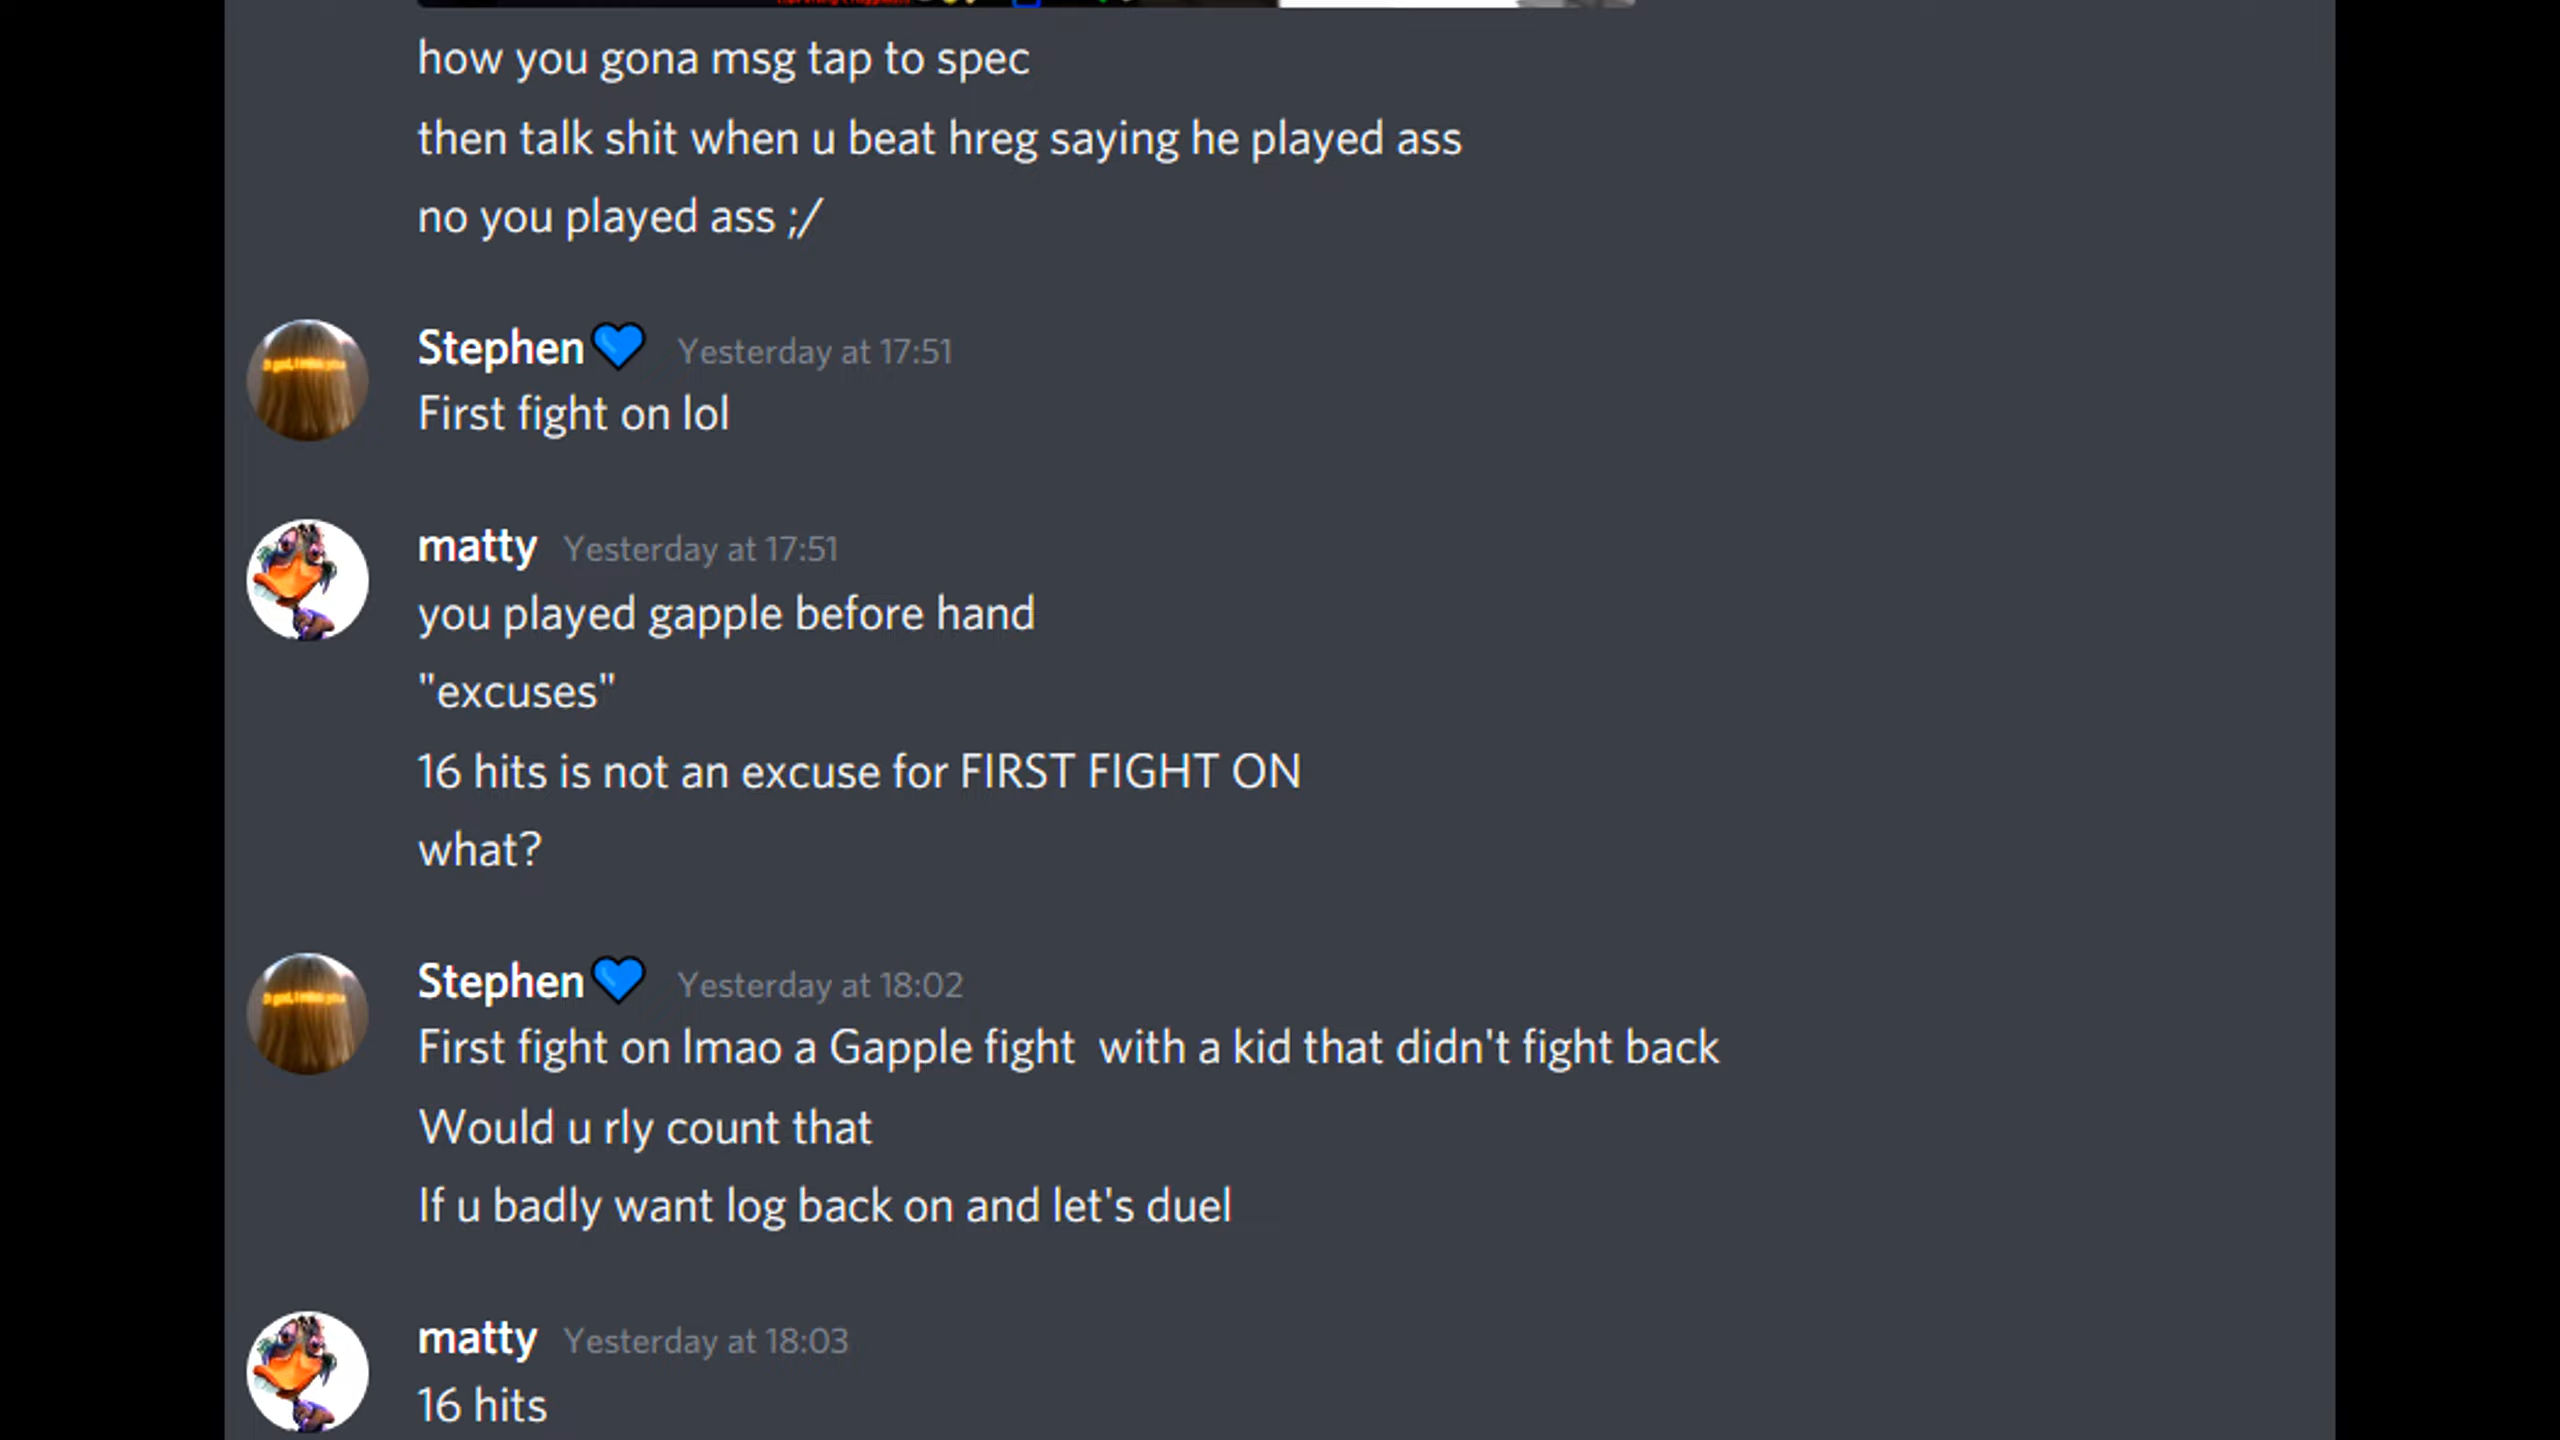 how you gona msg tap to spec
then talk shit when u beat hreg saying he played ass
no you played ass ;/
Stephen💙 Yesterday at 17:51
First fight on lol
matty Yesterday at 17:51
you played gapple before hand
"excuses"
16 hits is not an excuse for FIRST FIGHT ON
what?
Stephen💙 Yesterday at 18:02
First fight on lmao a Gapple fight  with a kid that didn't fight back
Would u rly count that
If u badly want log back on and let's duel
matty Yesterday at 18:03
16 hits